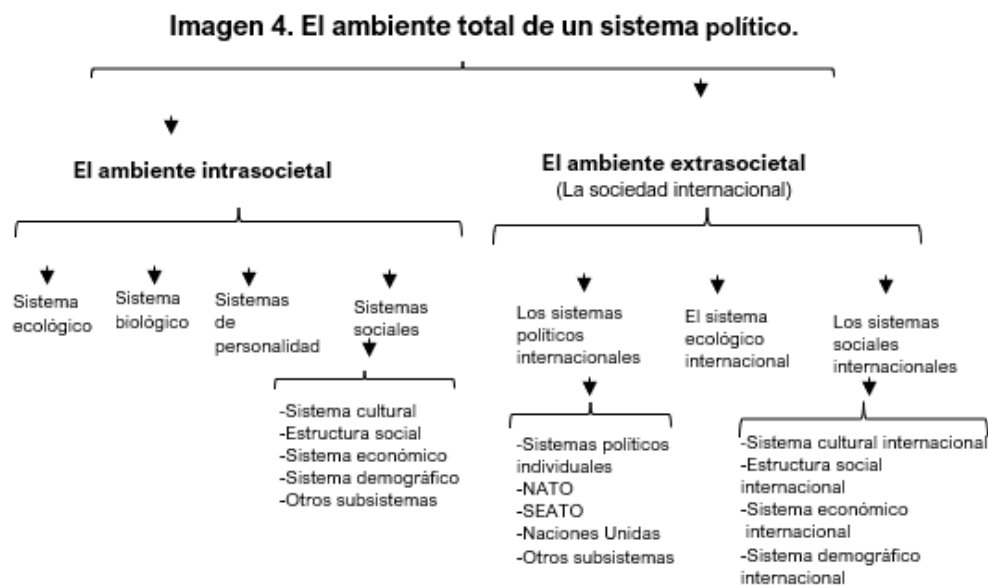 Imagen 4. El ambiente total de un sistema político.
El ambiente intrasocietal
El ambiente extrasocietal
(La sociedad internacional)
Sistema
ecológico
Sistema
biológico
Sistemas
de
personalidad
Sistemas
sociales
-Sistema cultural
-Estructura social
-Sistema económico
-Sistema demográfico
-Otros subsistemas
Los sistemas
políticos
internacionales
El sistema
ecológico
internacional
Los sistemas
sociales
internacionales
-Sistemas políticos
individuales
-NATO
-SEATO
-Naciones Unidas
-Otros subsistemas
-Sistema cultural internacional
-Estructura social
internacional
-Sistema económico
internacional
-Sistema demográfico
internacional